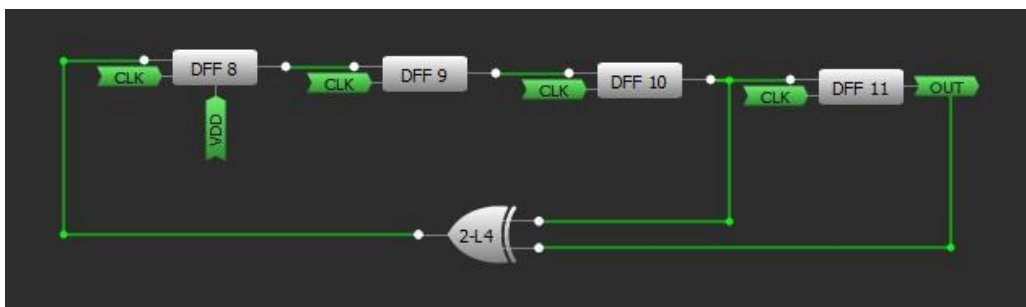 DFF 8
DFF 9
DFF 10
DFF 11
OUT
CLK
CLK
CLK
CLK
VDD
2-L4